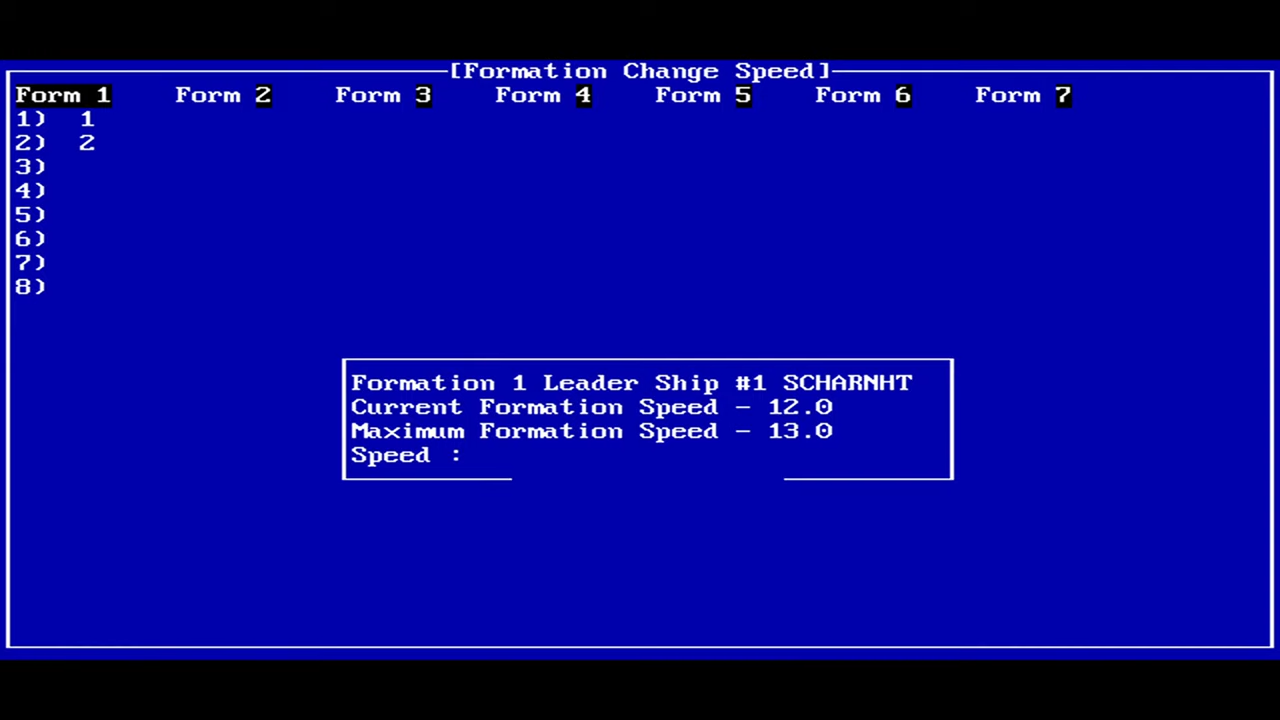 [Formation Change Speed]
Form 1 Form 2 Form 3 Form 4 Form 5 Form 6 Form 7
1) 1
2) 2
3)
4)
5)
6)
7)
8)
Formation 1 Leader Ship #1 SCHARNHT
Current Formation Speed - 12.0
Maximum Formation Speed - 13.0
Speed :